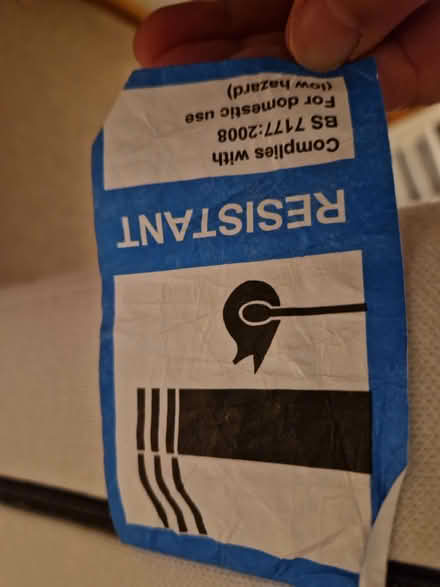 RESISTANT
Complies with
BS 7177:2008
For domestic use
(low hazard)